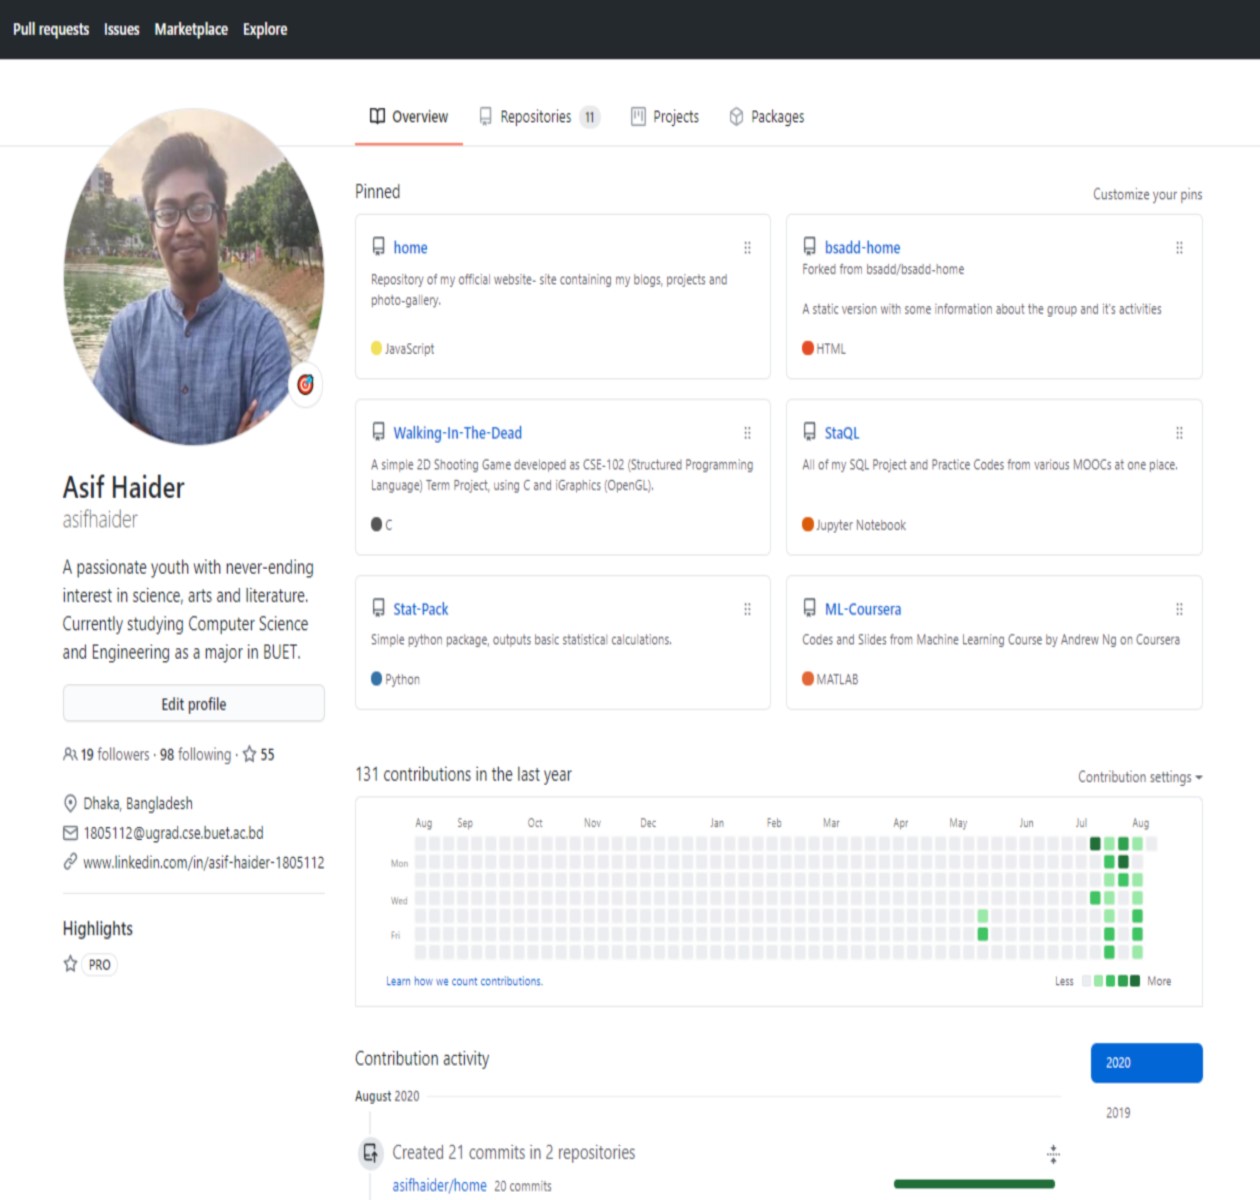 Pull requests Issues Marketplace Explore
Overview Repositories 11 Projects Packages
Asif Haider
asifhaider
A passionate youth with never-ending
interest in science, arts and literature.
Currently studying Computer Science
and Engineering as a major in BUET.
Edit profile
19 followers · 98 following · 55
Dhaka, Bangladesh
1805112@ugrad.cse.buet.ac.bd
www.linkedin.com/in/asif-haider-1805112
Highlights
PRO
Pinned
Customize your pins
home
Repository of my official website- site containing my blogs, projects and
photo-gallery.
JavaScript
bsadd-home
Forked from bsadd/bsadd-home
A static version with some information about the group and it's activities
HTML
Walking-In-The-Dead
A simple 2D Shooting Game developed as CSE-102 (Structured Programming
Language) Term Project, using C and iGraphics (OpenGL).
C
StaQL
All of my SQL Project and Practice Codes from various MOOCs at one place.
Jupyter Notebook
Stat-Pack
Simple python package, outputs basic statistical calculations.
Python
ML-Coursera
Codes and Slides from Machine Learning Course by Andrew Ng on Coursera
MATLAB
131 contributions in the last year
Contribution settings
Aug Sep Oct Nov Dec Jan Feb Mar Apr May Jun Jul Aug
Mon
Wed
Fri
Learn how we count contributions.
Less More
Contribution activity
2020
2019
August 2020
Created 21 commits in 2 repositories
asifhaider/home 20 commits